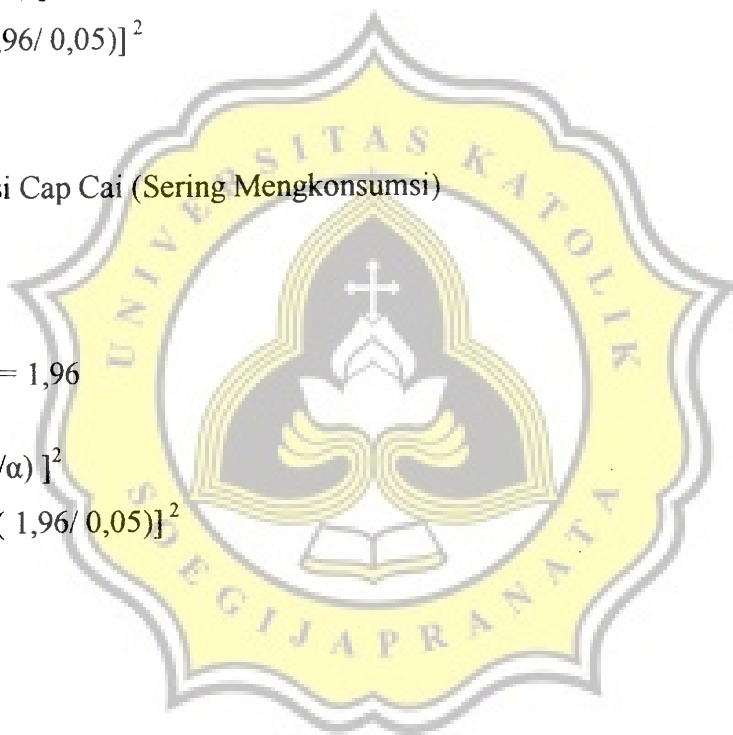 ,96/ 0,05)]²
si Cap Cai (Sering Mengkonsumsi)
= 1,96
/α) ]²
( 1,96/ 0,05)]²
UNIVERSITAS KATOLIK
SOEGIJAPRANATA